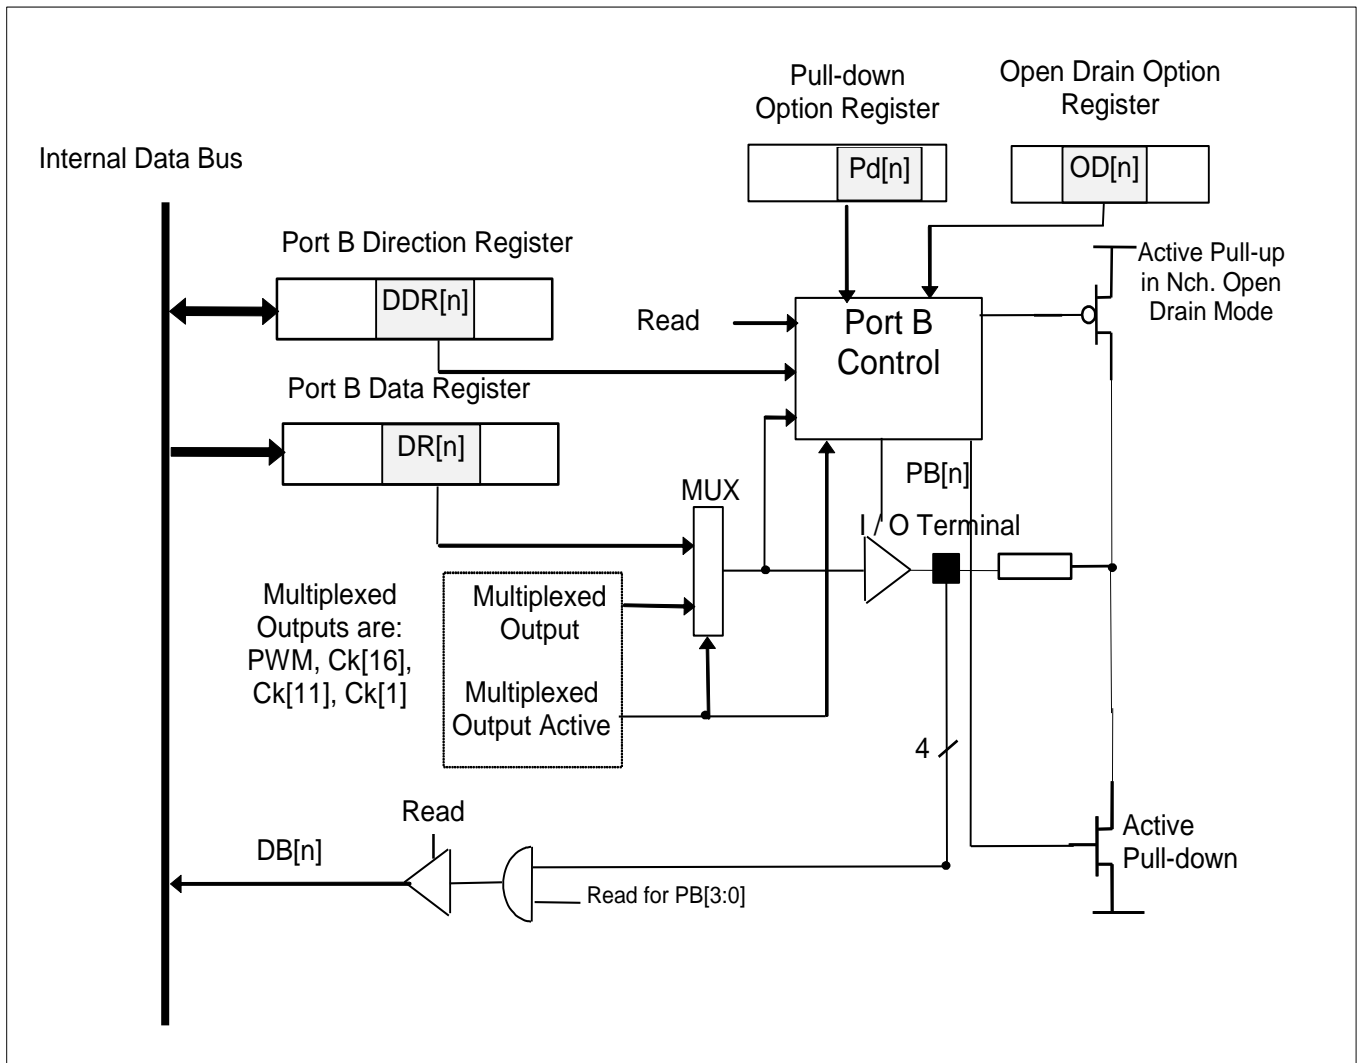 Pull-down
Option Register
Open Drain Option
Register
Internal Data Bus
Pd[n]
OD[n]
Port B Direction Register
DDR[n]
Active Pull-up
in Nch. Open
Drain Mode
Read
Port B
Control
Port B Data Register
DR[n]
PB[n]
MUX
I / O Terminal
Multiplexed
Outputs are:
PWM, Ck[16],
Ck[11], Ck[1]
Multiplexed
Output
Multiplexed
Output Active
4
Read
DB[n]
Read for PB[3:0]
Active
Pull-down